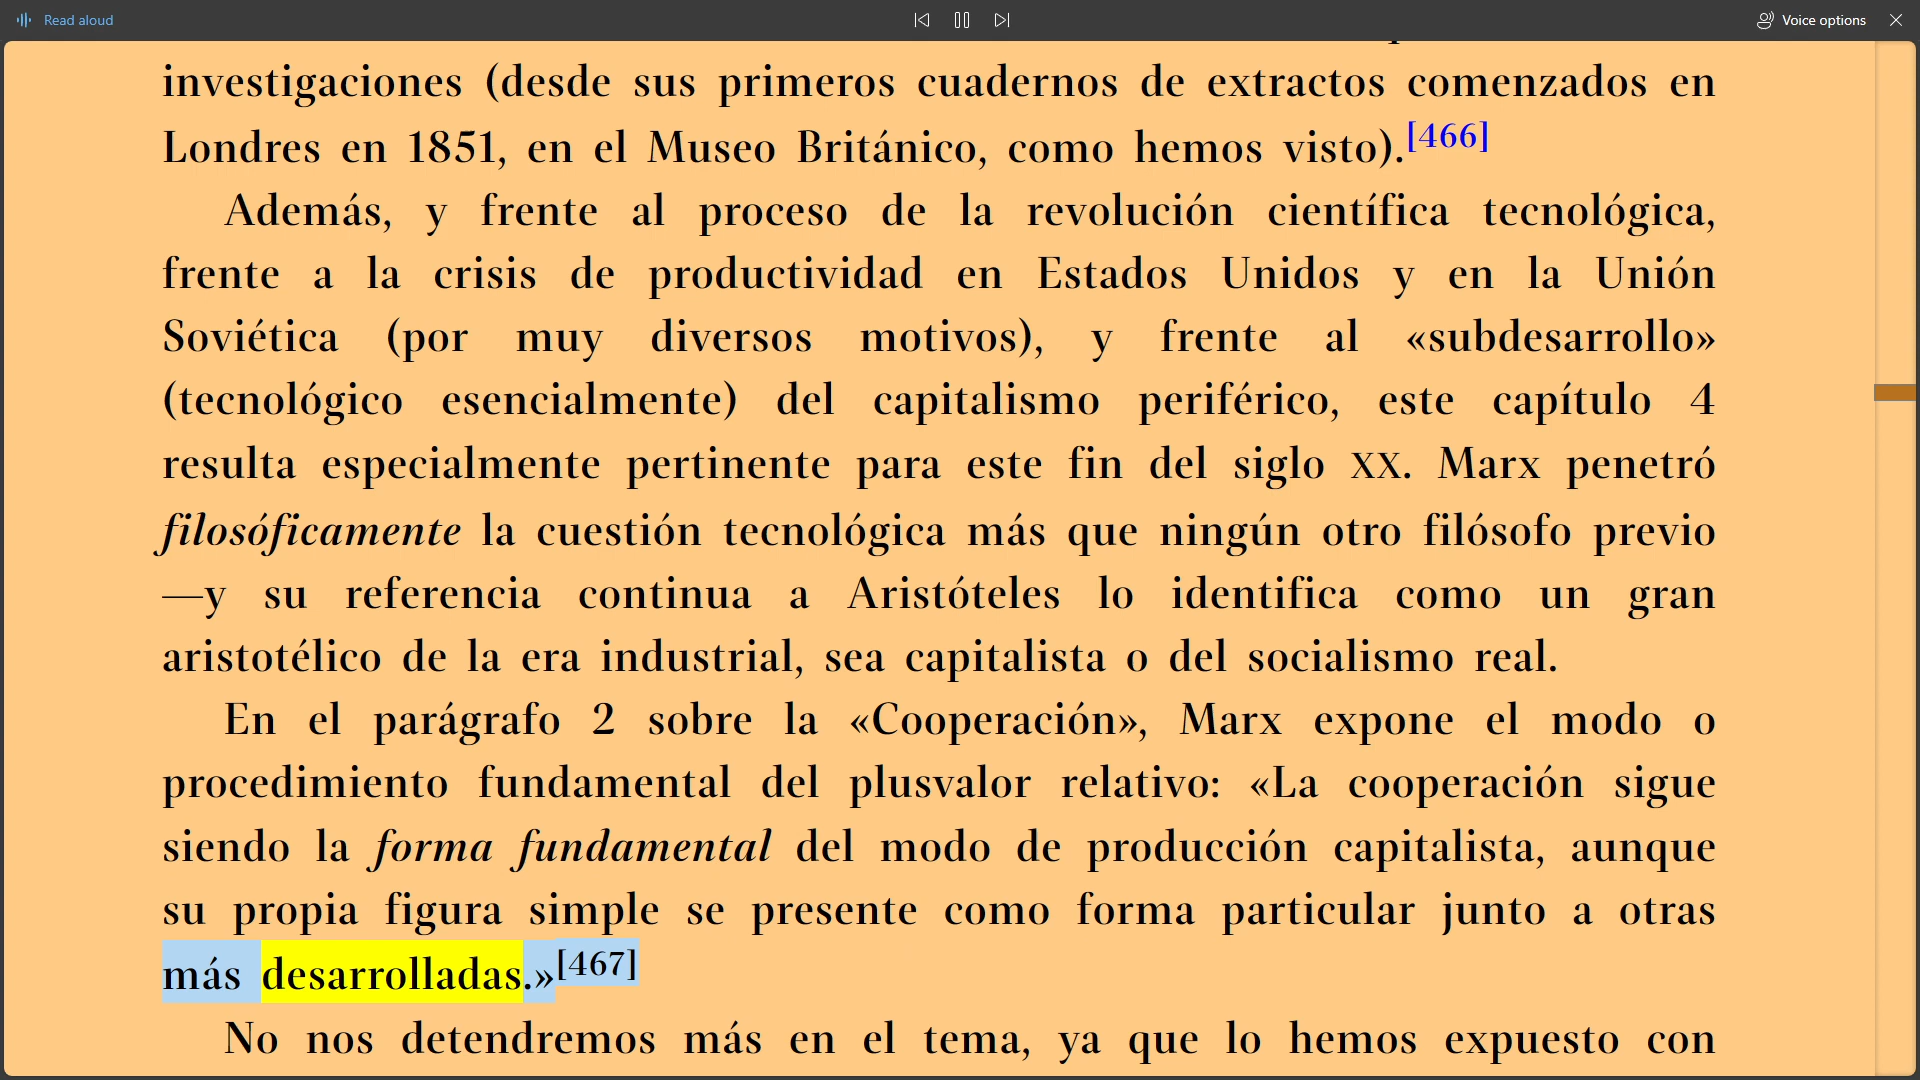 Read aloud
Voice options
investigaciones (desde sus primeros cuadernos de extractos comenzados en
Londres en 1851, en el Museo Británico, como hemos visto).[466]
Además, y frente al proceso de la revolución científica tecnológica,
frente a la crisis de productividad en Estados Unidos y en la Unión
Soviética (por muy diversos motivos), y frente al «subdesarrollo»
(tecnológico esencialmente) del capitalismo periférico, este capítulo 4
resulta especialmente pertinente para este fin del siglo XX. Marx penetró
filosóficamente la cuestión tecnológica más que ningún otro filósofo previo
—y su referencia continua a Aristóteles lo identifica como un gran
aristotélico de la era industrial, sea capitalista o del socialismo real.
En el parágrafo 2 sobre la «Cooperación», Marx expone el modo o
procedimiento fundamental del plusvalor relativo: «La cooperación sigue
siendo la forma fundamental del modo de producción capitalista, aunque
su propia figura simple se presente como forma particular junto a otras
más desarrolladas.»[467]
No nos detendremos más en el tema, ya que lo hemos expuesto con